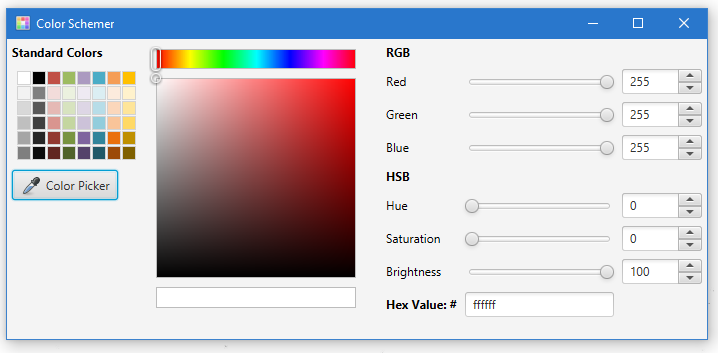 Color Schemer
Standard Colors
Color Picker
RGB
Red 255
Green 255
Blue 255
HSB
Hue 0
Saturation 0
Brightness 100
Hex Value: # ffffff